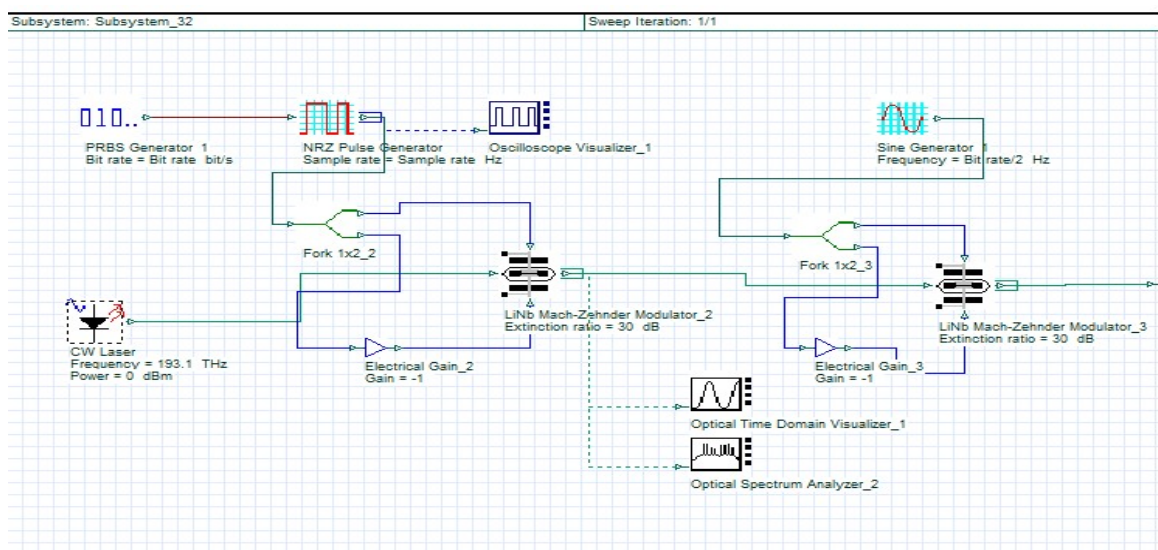 Subsystem: Subsystem_32
Sweep Iteration: 1/1
010..
PRBS Generator 1
Bit rate = Bit rate bit/s
NRZ Pulse Generator
Sample rate = Sample rate Hz
Oscilloscope Visualizer_1
Sine Generator 1
Frequency = Bit rate/2 Hz
Fork 1x2_2
Fork 1x2_3
LiNb Mach-Zehnder Modulator_2
Extinction ratio = 30 dB
LiNb Mach-Zehnder Modulator_3
Extinction ratio = 30 dB
CW Laser
Frequency = 193.1 THz
Power = 0 dBm
Electrical Gain_2
Gain = -1
Electrical Gain_3
Gain = -1
Optical Time Domain Visualizer_1
Optical Spectrum Analyzer_2